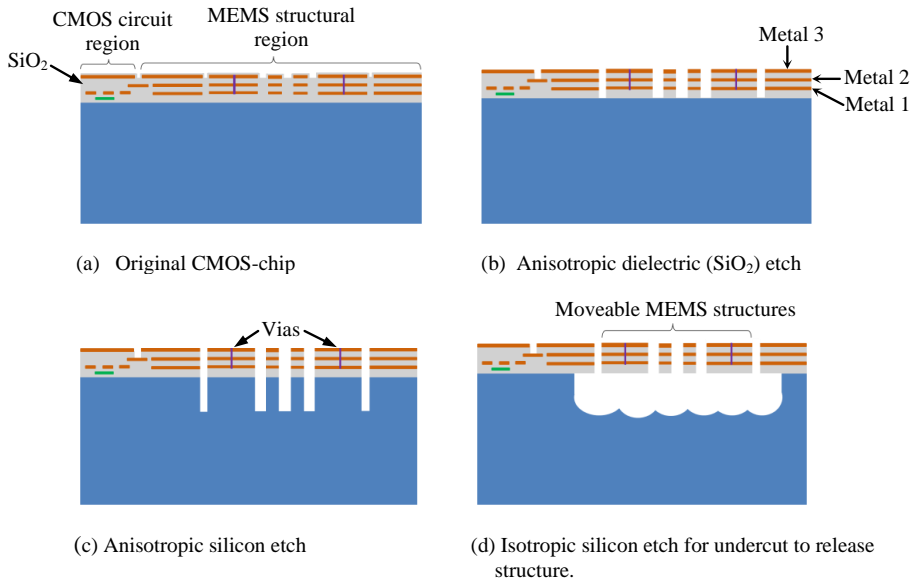 CMOS circuit
region
MEMS structural
region
SiO2
(a) Original CMOS-chip
Metal 3
Metal 2
Metal 1
(b) Anisotropic dielectric (SiO2) etch
Vias
(c) Anisotropic silicon etch
Moveable MEMS structures
(d) Isotropic silicon etch for undercut to release
structure.